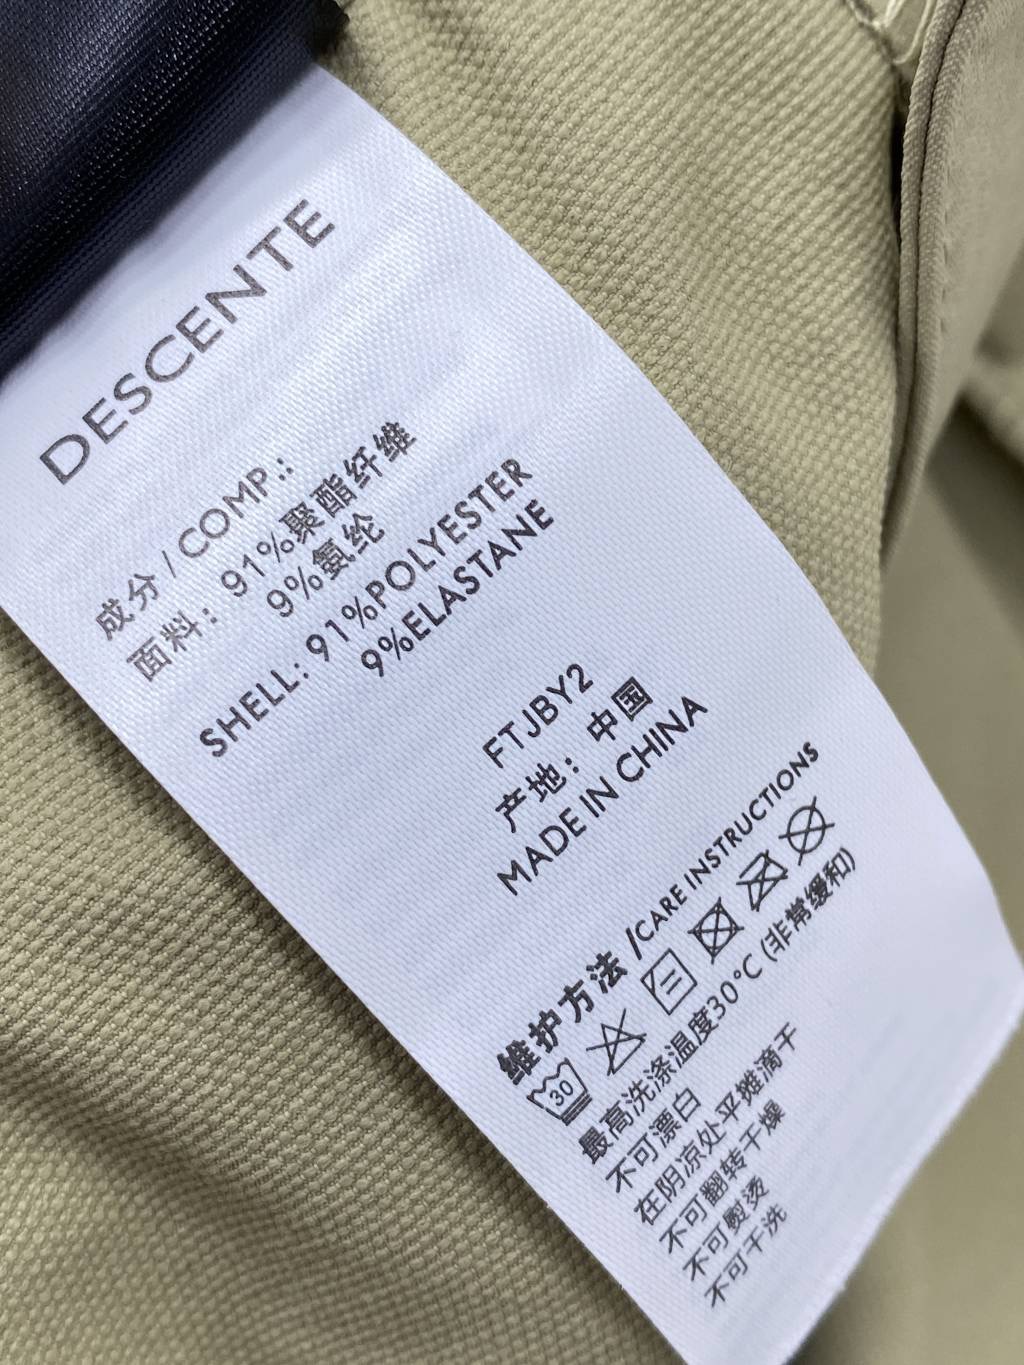 DESCENTE
成分 / COMP.:
面料: 91%聚酯纤维
9%氨纶
SHELL: 91%POLYESTER
9%ELASTANE
FTJBY2
产地: 中国
MADE IN CHINA
维护方法 /CARE INSTRUCTIONS
30
最高洗涤温度30°C (非常缓和)
不可漂白
在阴凉处平摊滴干
不可翻转干燥
不可熨烫
不可干洗